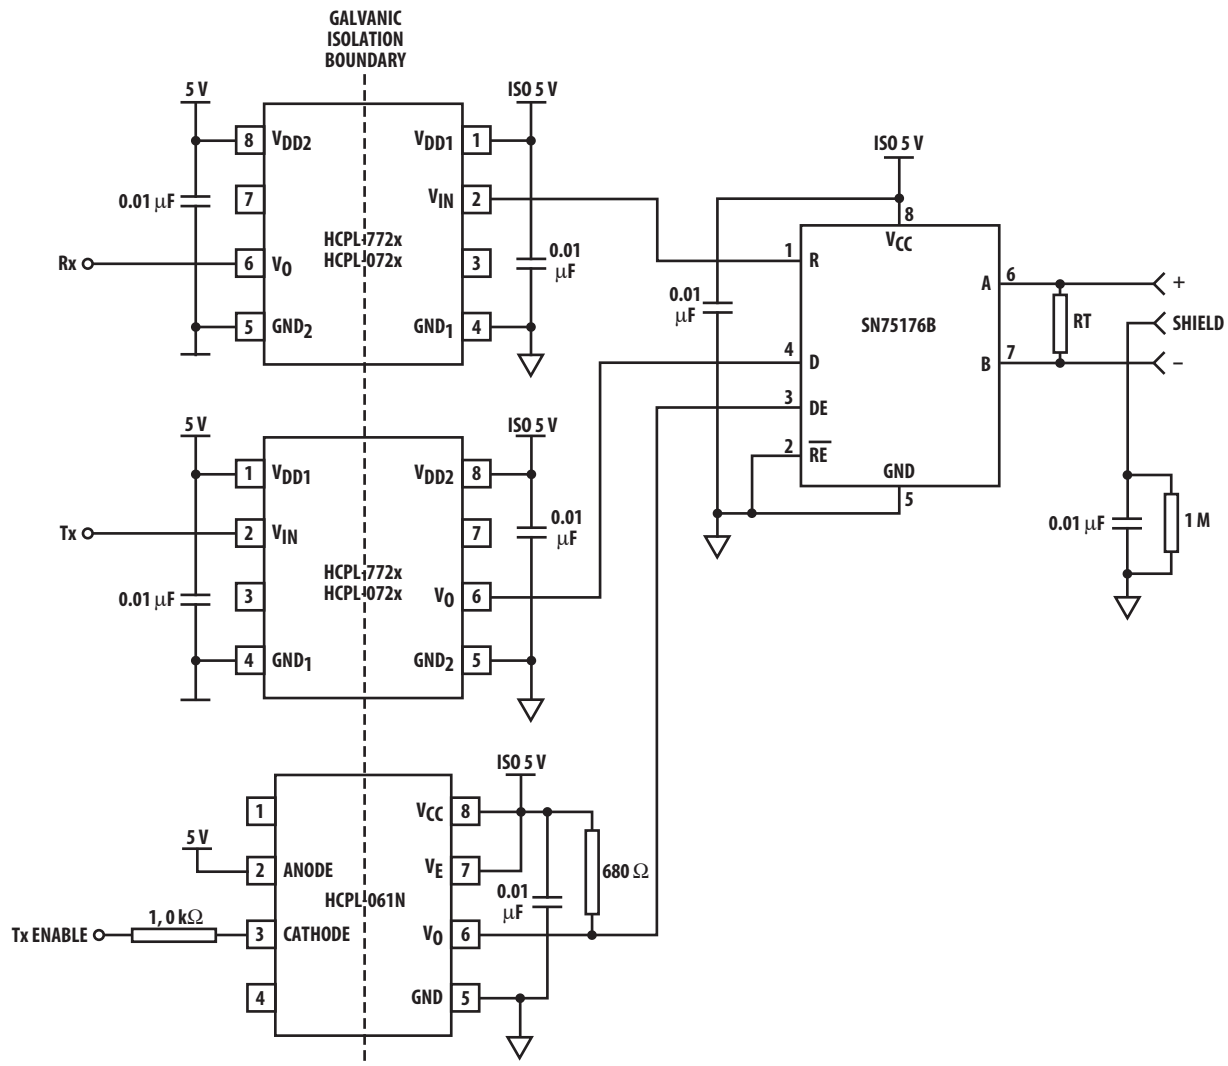 GALVANIC
ISOLATION
BOUNDARY
5 V
ISO 5 V
8 VDD2
VDD1 1
0.01 μF
7
VIN 2
HCPL-772x
HCPL-072x
Rx
6 VO
3
0.01
μF
5 GND2
GND1 4
ISO 5 V
8
VCC
1 R
0.01
μF
SN75176B
A 6
+
RT
SHIELD
4 D
B 7
–
3 DE
2 RE
GND
5
0.01 μF
1 M
5 V
ISO 5 V
1 VDD1
VDD2 8
Tx
2 VIN
7
0.01
μF
HCPL-772x
HCPL-072x
0.01 μF
3
VO 6
4 GND1
GND2 5
ISO 5 V
1
VCC 8
5 V
2 ANODE
VE 7
680 Ω
HCPL-061N
0.01
μF
1, 0 kΩ
Tx ENABLE
3 CATHODE
VO 6
4
GND 5